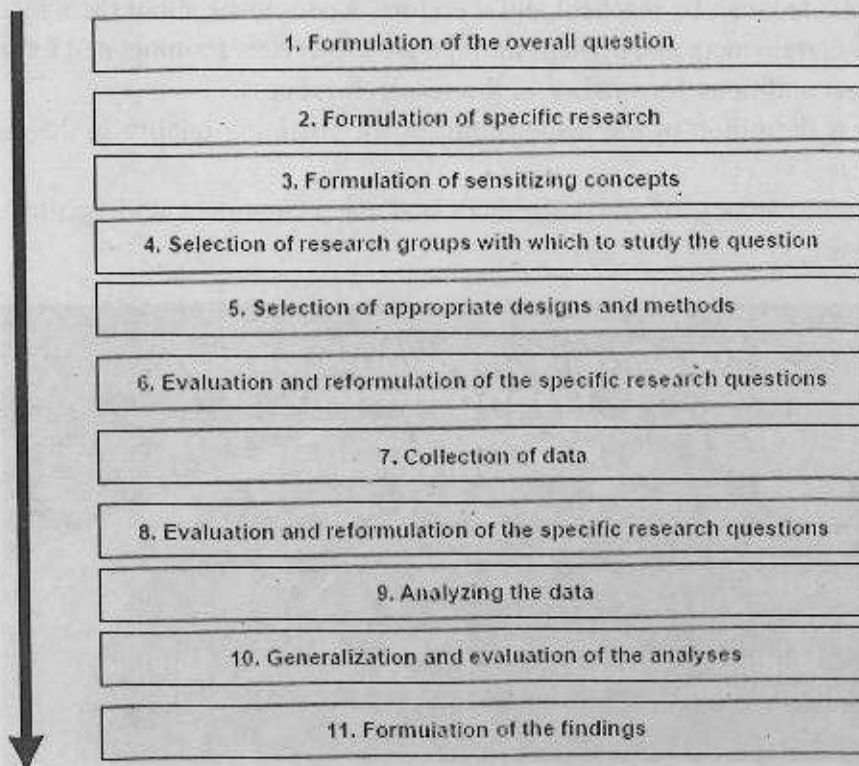 1. Formulation of the overall question
2. Formulation of specific research
3. Formulation of sensitizing concepts
4. Selection of research groups with which to study the question
5. Selection of appropriate designs and methods
6. Evaluation and reformulation of the specific research questions
7. Collection of data
8. Evaluation and reformulation of the specific research questions
9. Analyzing the data
10. Generalization and evaluation of the analyses
11. Formulation of the findings